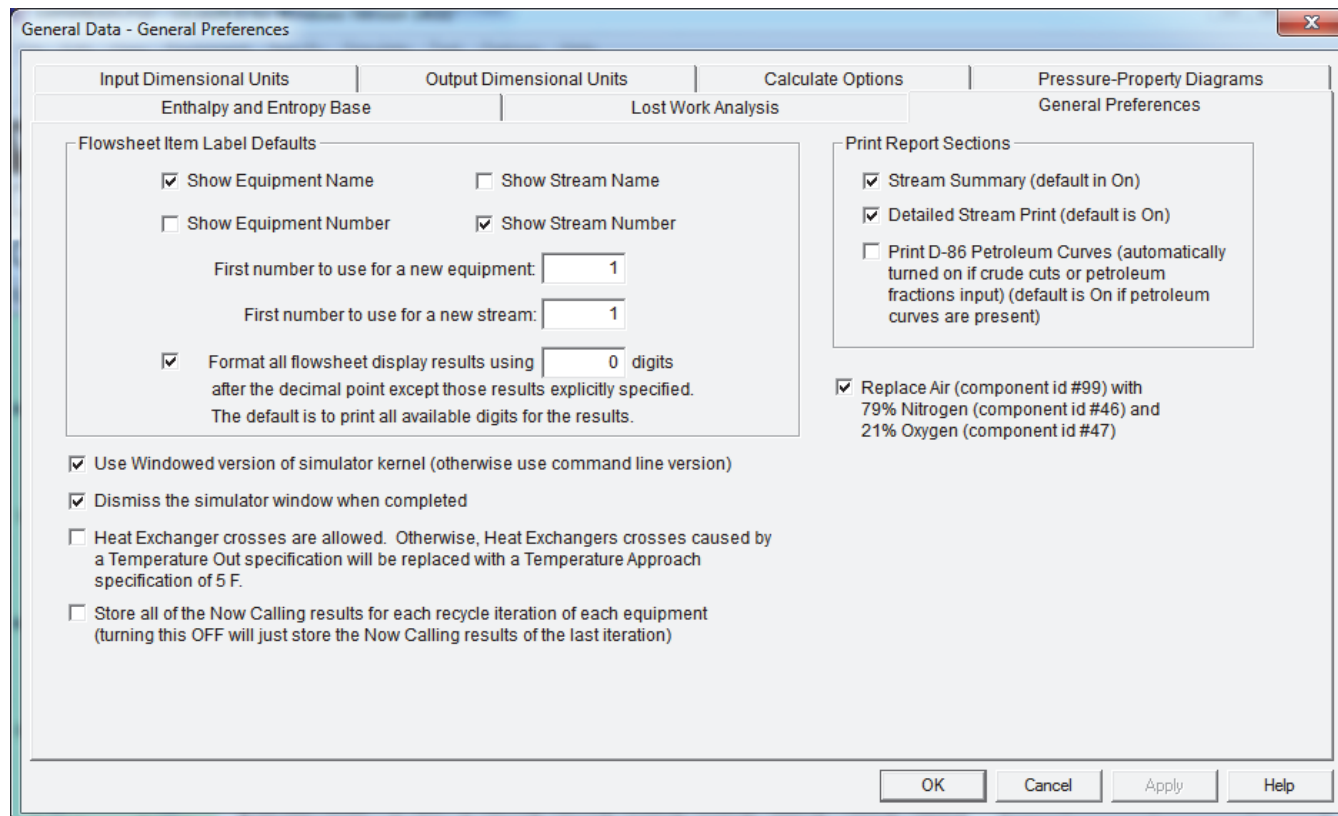 General Data - General Preferences
Input Dimensional Units
Output Dimensional Units
Calculate Options
Pressure-Property Diagrams
Enthalpy and Entropy Base
Lost Work Analysis
General Preferences
Flowsheet Item Label Defaults
Show Equipment Name
Show Stream Name
Show Equipment Number
Show Stream Number
First number to use for a new equipment: 1
First number to use for a new stream: 1
Format all flowsheet display results using 0 digits
after the decimal point except those results explicitly specified.
The default is to print all available digits for the results.
Print Report Sections
Stream Summary (default in On)
Detailed Stream Print (default is On)
Print D-86 Petroleum Curves (automatically
turned on if crude cuts or petroleum
fractions input) (default is On if petroleum
curves are present)
Replace Air (component id #99) with
79% Nitrogen (component id #46) and
21% Oxygen (component id #47)
Use Windowed version of simulator kernel (otherwise use command line version)
Dismiss the simulator window when completed
Heat Exchanger crosses are allowed. Otherwise, Heat Exchangers crosses caused by
a Temperature Out specification will be replaced with a Temperature Approach
specification of 5 F.
Store all of the Now Calling results for each recycle iteration of each equipment
(turning this OFF will just store the Now Calling results of the last iteration)
OK
Cancel
Apply
Help